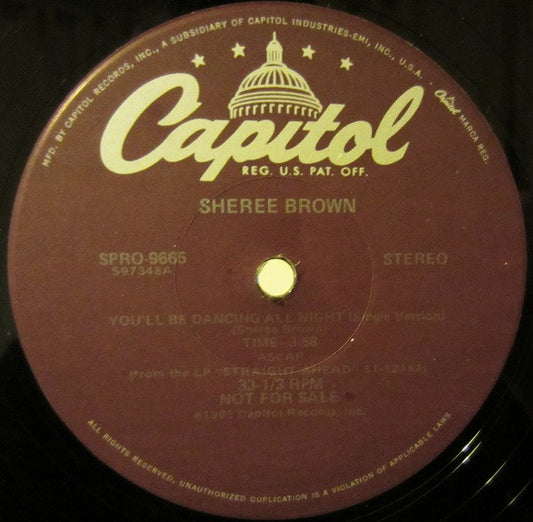 MFD. BY CAPITOL RECORDS, INC., A SUBSIDIARY OF CAPITOL INDUSTRIES-EMI, INC., U.S.A.
Capitol MARCA REG.
Capitol
REG. U.S. PAT. OFF.
SHEREE BROWN
SPRO-9665
S97348A
STEREO
YOU'LL BE DANCING ALL NIGHT (Single Version)
(Sheree Brown)
TIME - 3:58
ASCAP
(from the LP "STRAIGHT AHEAD" ST-12153)
33-1/3 RPM
NOT FOR SALE
©1981 Capitol Records, Inc.
ALL RIGHTS RESERVED. UNAUTHORIZED DUPLICATION IS A VIOLATION OF APPLICABLE LAWS